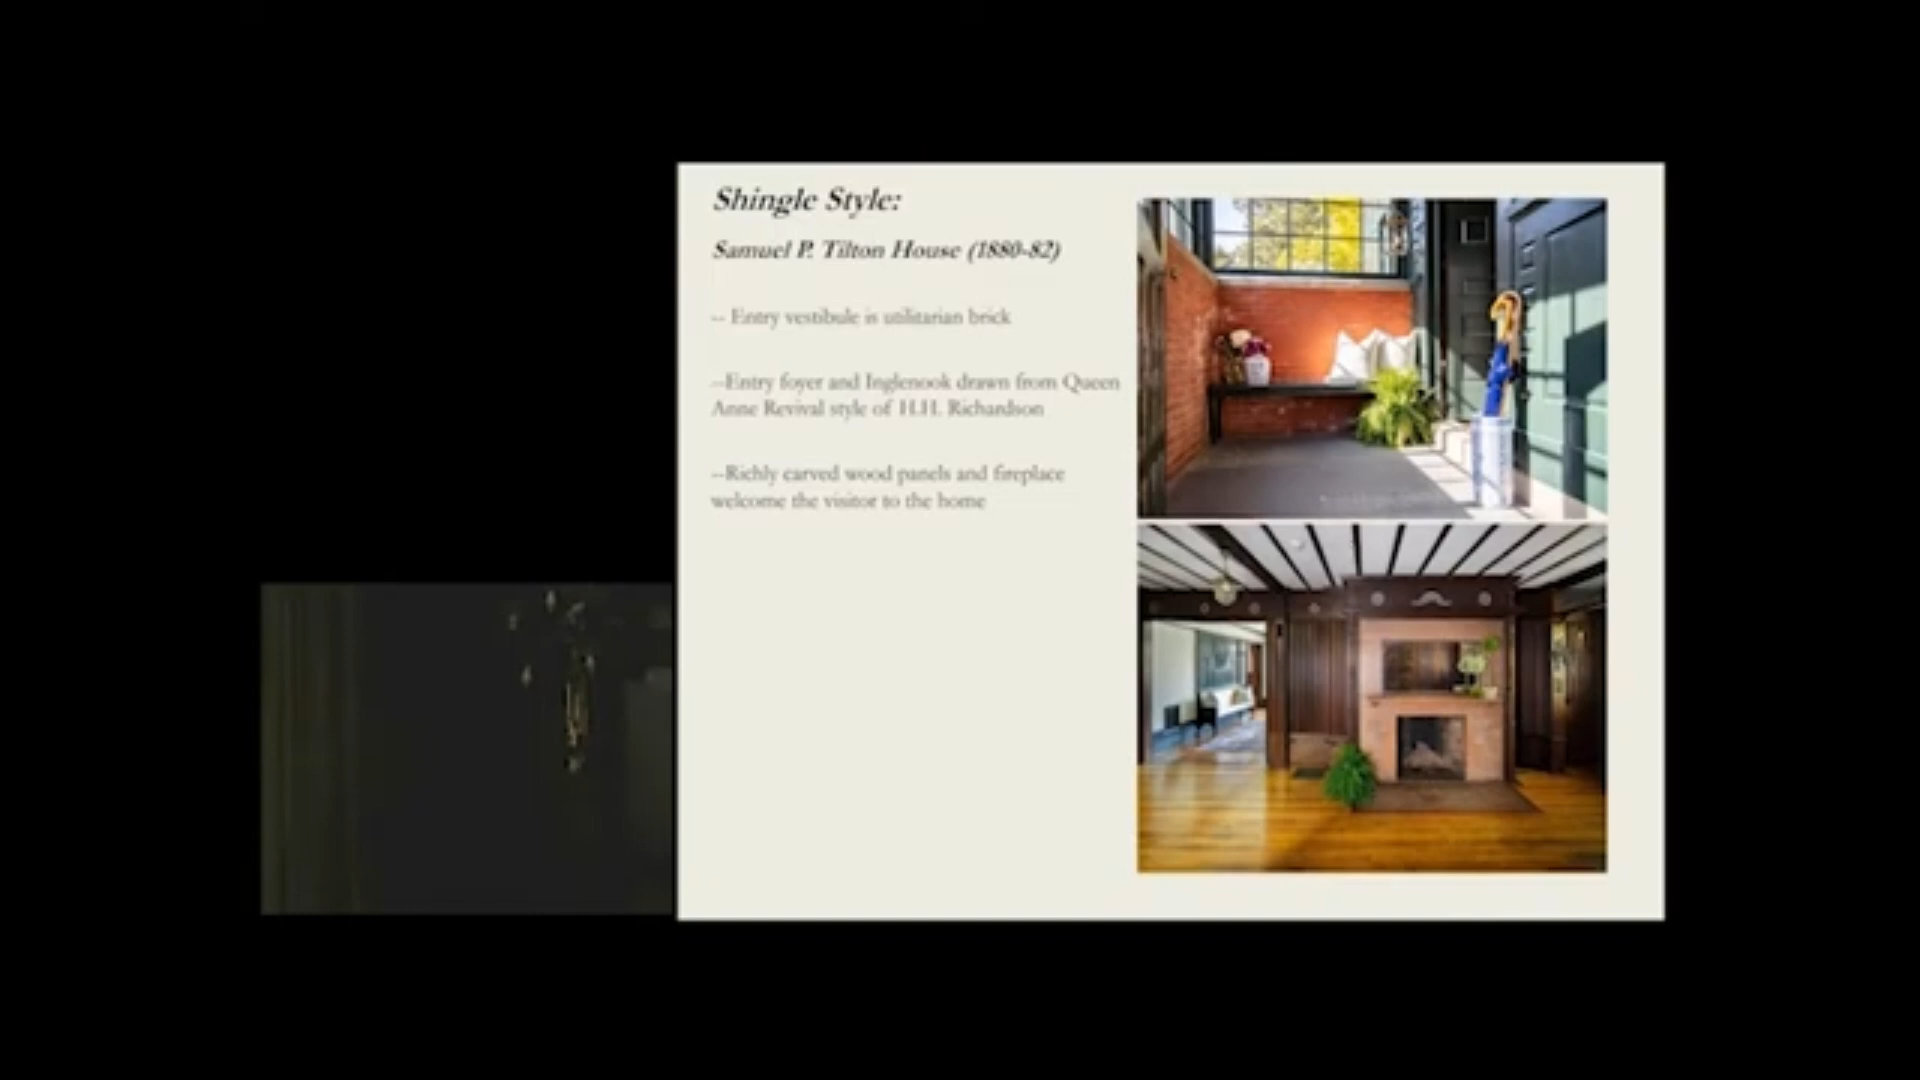 Shingle Style:
Samuel P. Tilton House (1880-82)
-- Entry vestibule is utilitarian brick
--Entry foyer and Inglenook drawn from Queen
Anne Revival style of H.H. Richardson
--Richly carved wood panels and fireplace
welcome the visitor to the home